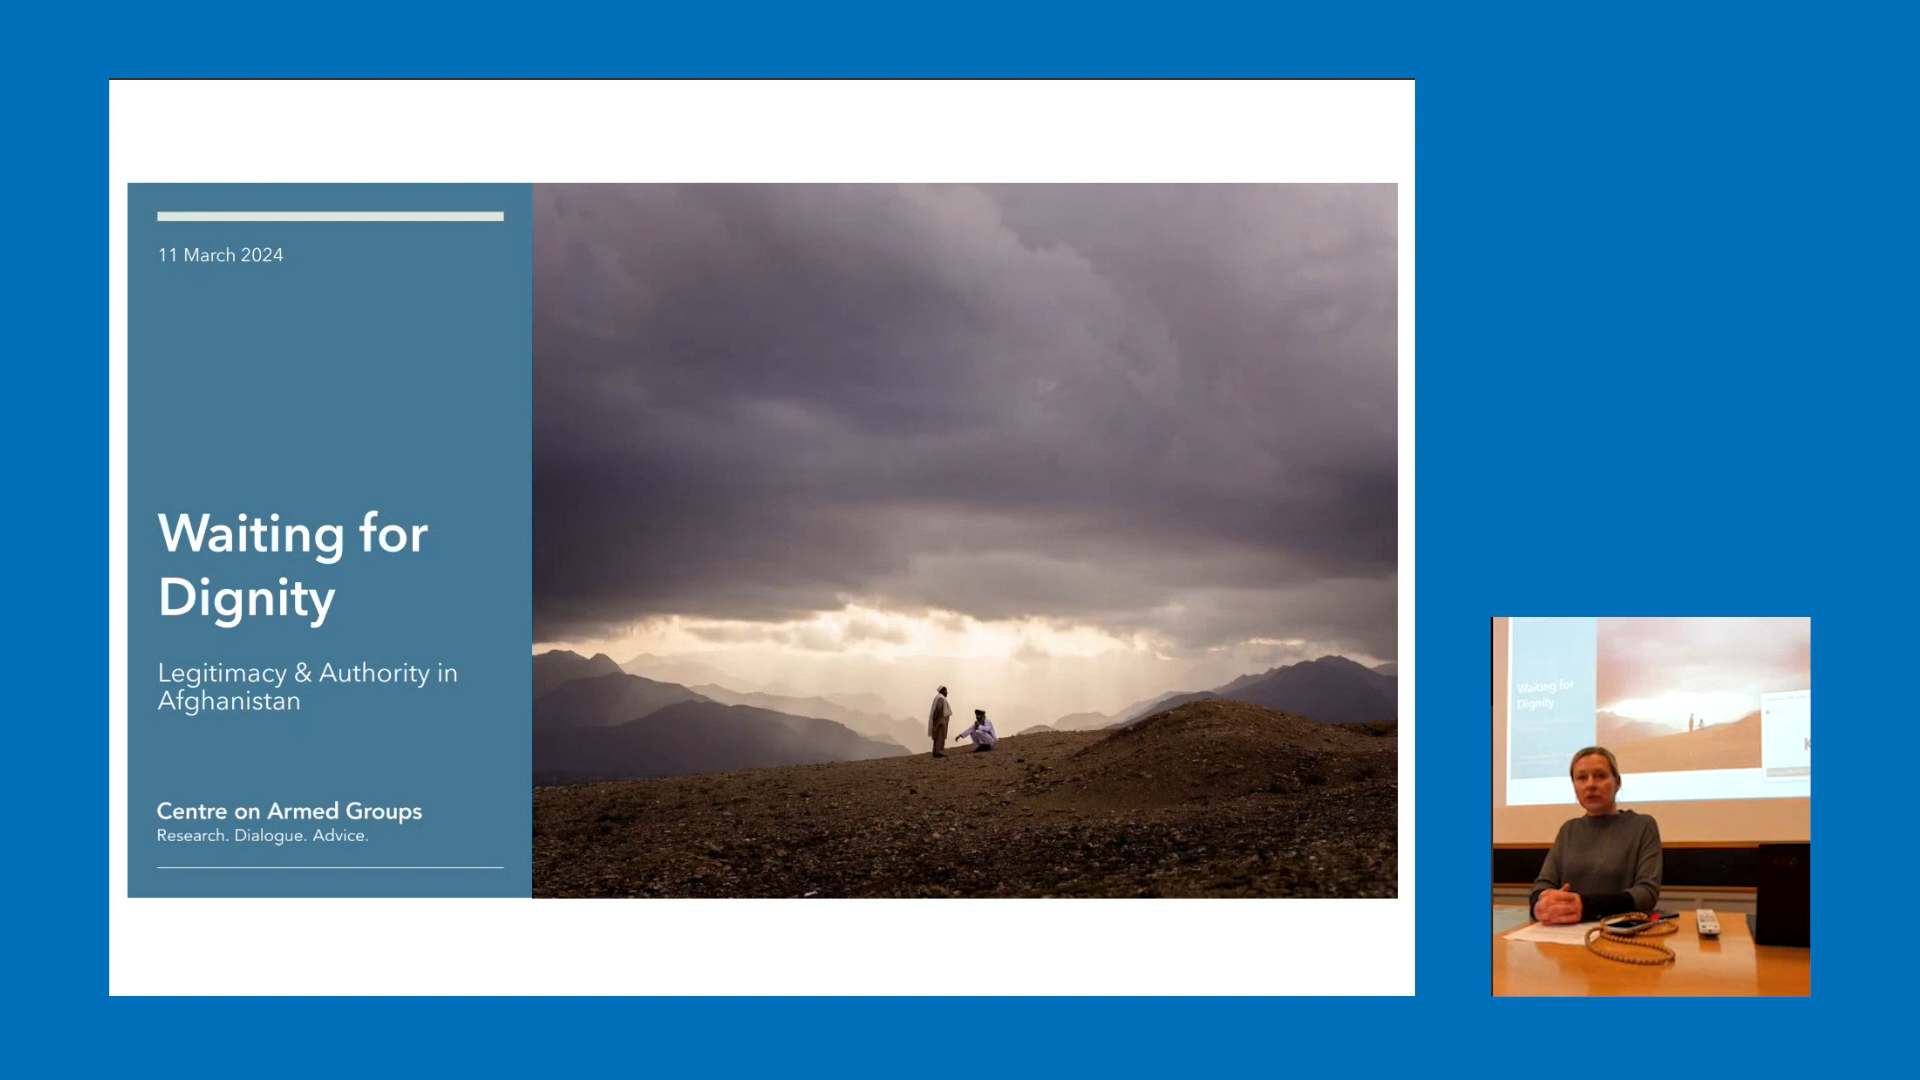 11 March 2024
Waiting for
Dignity
Legitimacy & Authority in
Afghanistan
Centre on Armed Groups
Research. Dialogue. Advice.
Waiting for
Dignity